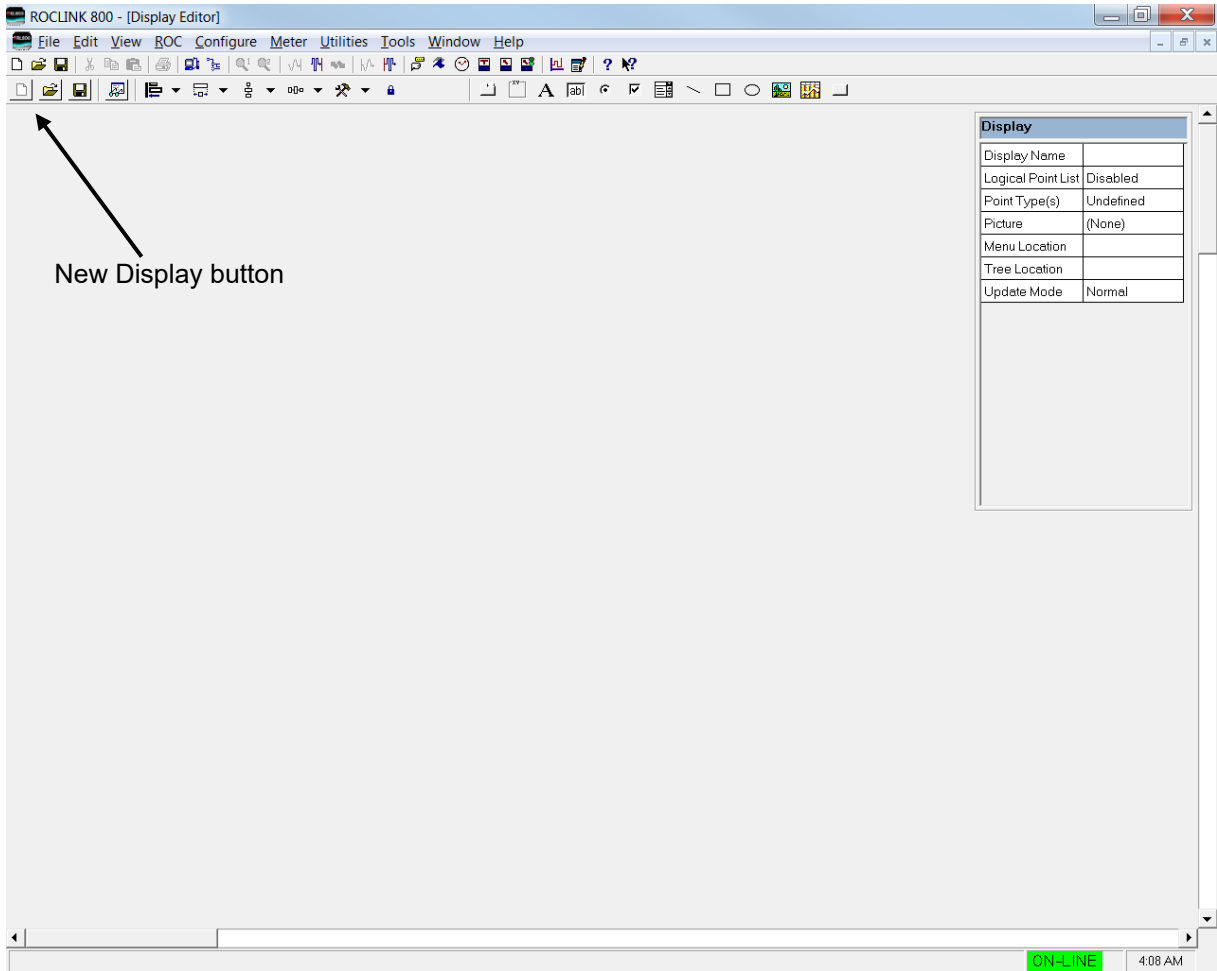 ROCLINK 800 - [Display Editor]
File Edit View ROC Configure Meter Utilities Tools Window Help
A ab|
Display
Display Name
Logical Point List Disabled
Point Type(s) Undefined
Picture (None)
Menu Location
Tree Location
Update Mode Normal
New Display button
ON-LINE 4:08 AM